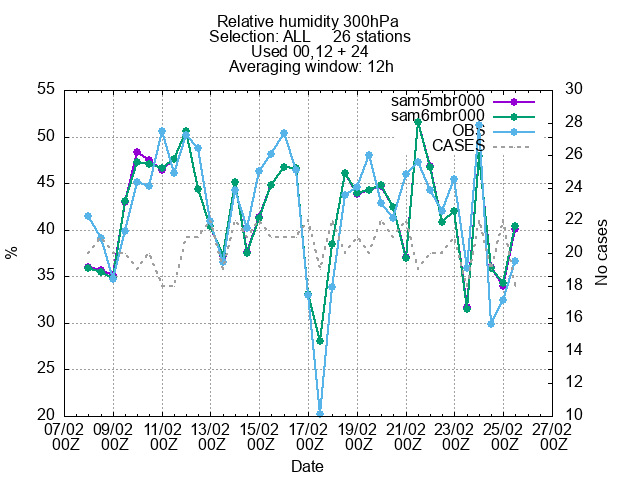 Relative humidity 300hPa
Selection: ALL 26 stations
Used 00,12 + 24
Averaging window: 12h
sam5mbr000
sam6mbr000
OBS
CASES
55
50
45
40
35
30
25
20
%
30
28
26
24
22
20
18
16
14
12
10
No cases
07/02 09/02 11/02 13/02 15/02 17/02 19/02 21/02 23/02 25/02 27/02
00Z 00Z 00Z 00Z 00Z 00Z 00Z 00Z 00Z 00Z 00Z
Date